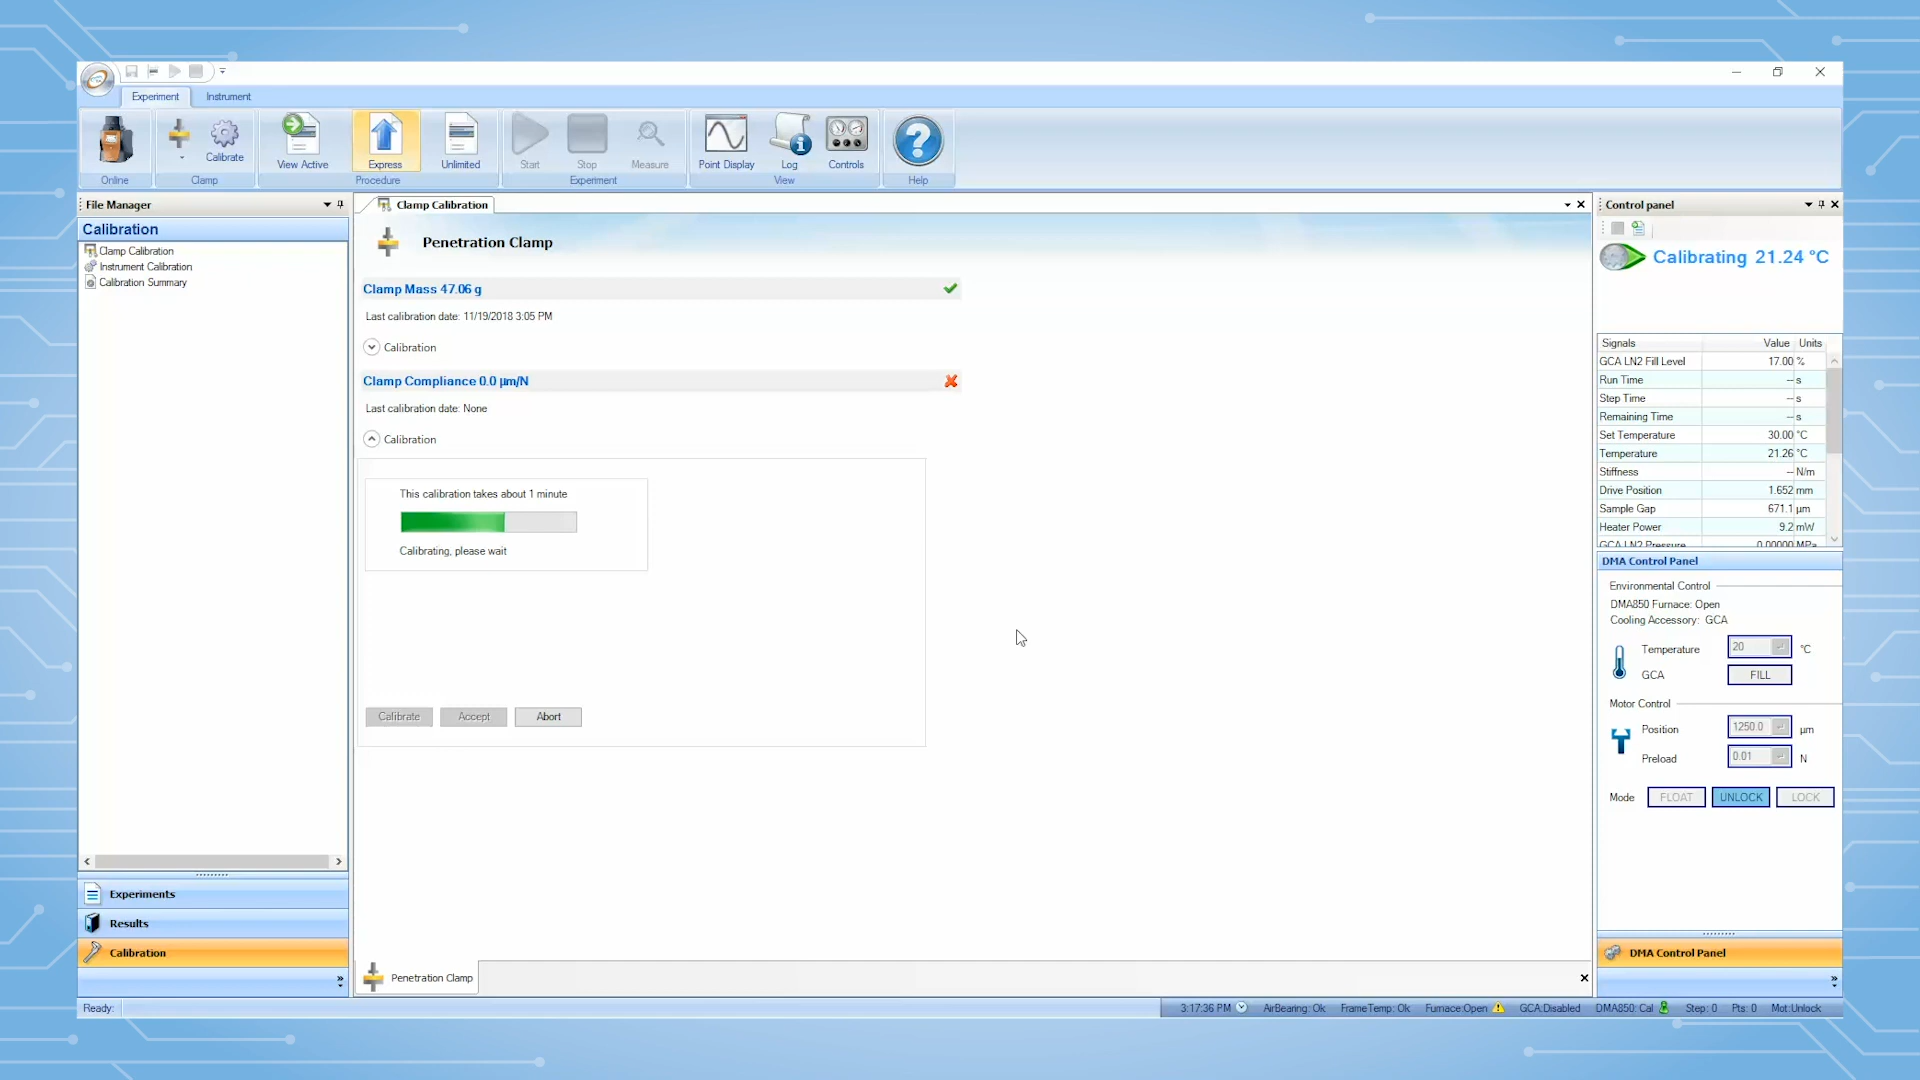 Experiment Instrument
Calibrate
View Active
Express
Unlimited
Start
Stop
Measure
Point Display
Log
Controls
Online
Clamp
Procedure
Experiment
View
Help
File Manager
Calibration
Clamp Calibration
Instrument Calibration
Calibration Summary
Experiments
Results
Calibration
Clamp Calibration
Penetration Clamp
Clamp Mass 47.06 g
Last calibration date: 11/19/2018 3:05 PM
Calibration
Clamp Compliance 0.0 µm/N
Last calibration date: None
Calibration
This calibration takes about 1 minute
Calibrating, please wait
Calibrate Accept Abort
Penetration Clamp
Control panel
Calibrating 21.24 °C
Signals Value Units
GCA LN2 Fill Level 17.00 %
Run Time -- s
Step Time -- s
Remaining Time -- s
Set Temperature 30.00 °C
Temperature 21.26 °C
Stiffness -- N/m
Drive Position 1.652 mm
Sample Gap 671.1 µm
Heater Power 9.2 mW
GCA LN2 Pressure 0.00000 MPa
DMA Control Panel
Environmental Control
DMA850 Furnace: Open
Cooling Accessory: GCA
Temperature 20 °C
GCA FILL
Motor Control
Position 1250.0 µm
Preload 0.01 N
Mode FLOAT UNLOCK LOCK
DMA Control Panel
Ready: 3:17:36 PM AirBearing: Ok FrameTemp: Ok Furnace:Open GCA:Disabled DMA850: Cal Step: 0 Pts: 0 Mot:Unlock